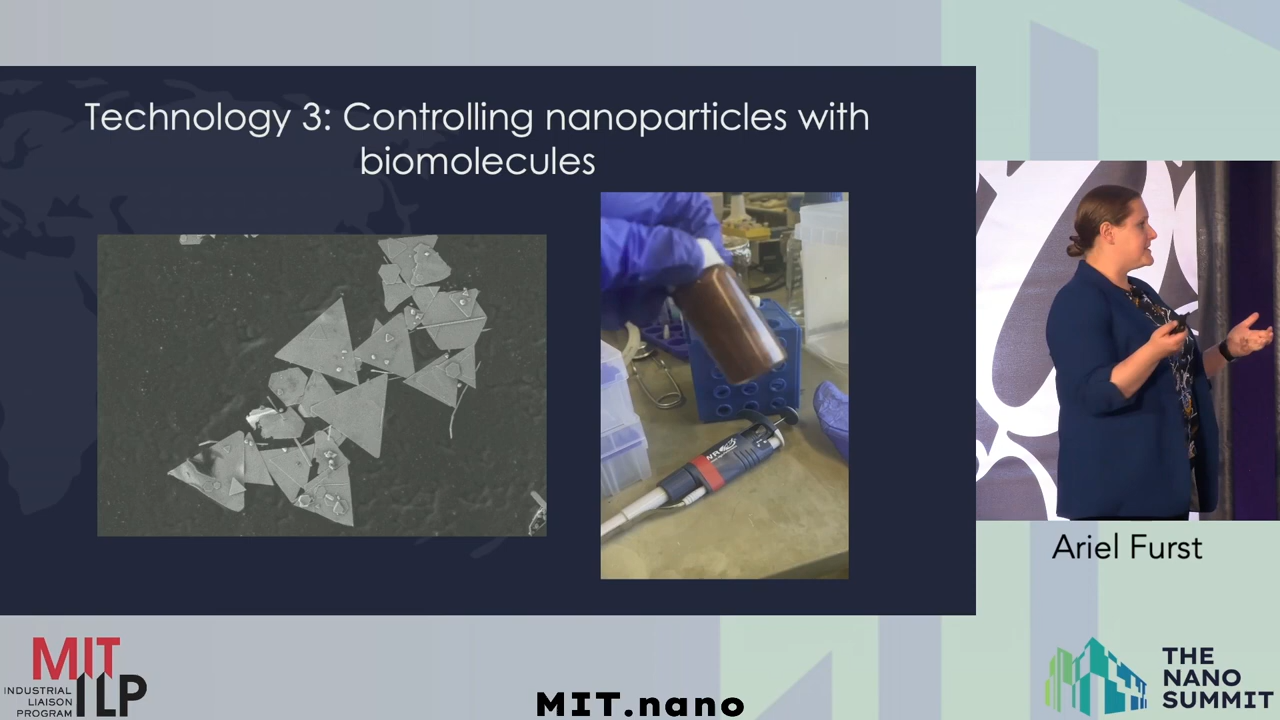 Technology 3: Controlling nanoparticles with
biomolecules
Ariel Furst
MIT
ILP
INDUSTRIAL
LIAISON
PROGRAM
MIT.nano
THE
NANO
SUMMIT